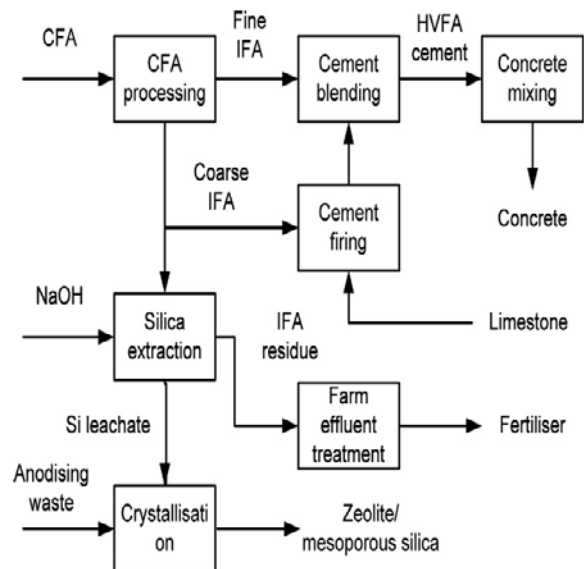 CFA
CFA
processing
Fine
IFA
Cement
blending
HVFA
cement
Concrete
mixing
Coarse
IFA
Cement
firing
Concrete
NaOH
Silica
extraction
IFA
residue
Limestone
Si leachate
Farm
effluent
treatment
Fertiliser
Anodising
waste
Crystallisati
on
Zeolite/
mesoporous silica